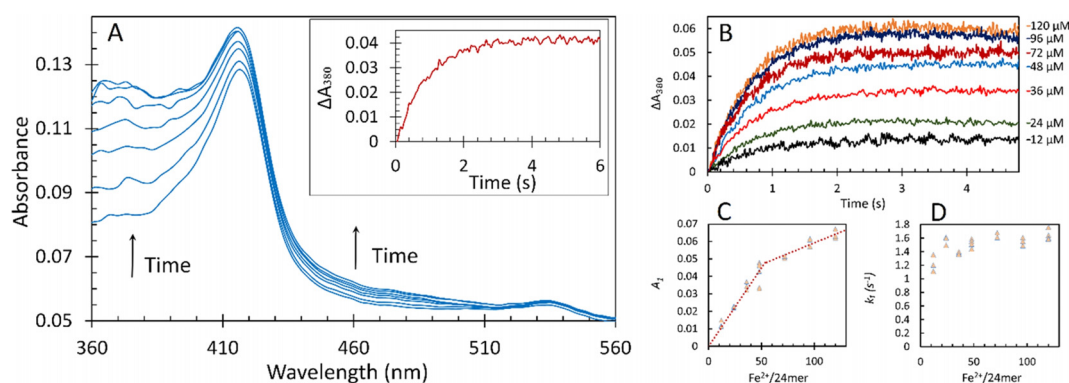 A
Absorbance
0.13
0.11
0.09
0.07
0.05
360
410
460
510
560
Wavelength (nm)
Time
Time
ΔA380
0.04
0.03
0.02
0.01
0.00
0
2
4
6
Time (s)
B
ΔA380
0.06
0.05
0.04
0.03
0.02
0.01
0
0
1
2
3
4
Time (s)
-120 μM
-96 μM
-72 μM
-48 μM
-36 μM
-24 μM
-12 μM
C
A1
0.07
0.06
0.05
0.04
0.03
0.02
0.01
0
0
50
100
Fe2+/24mer
D
k1 (s-1)
1.8
1.6
1.4
1.2
1
0.8
0.6
0.4
0.2
0
0
50
100
Fe2+/24mer